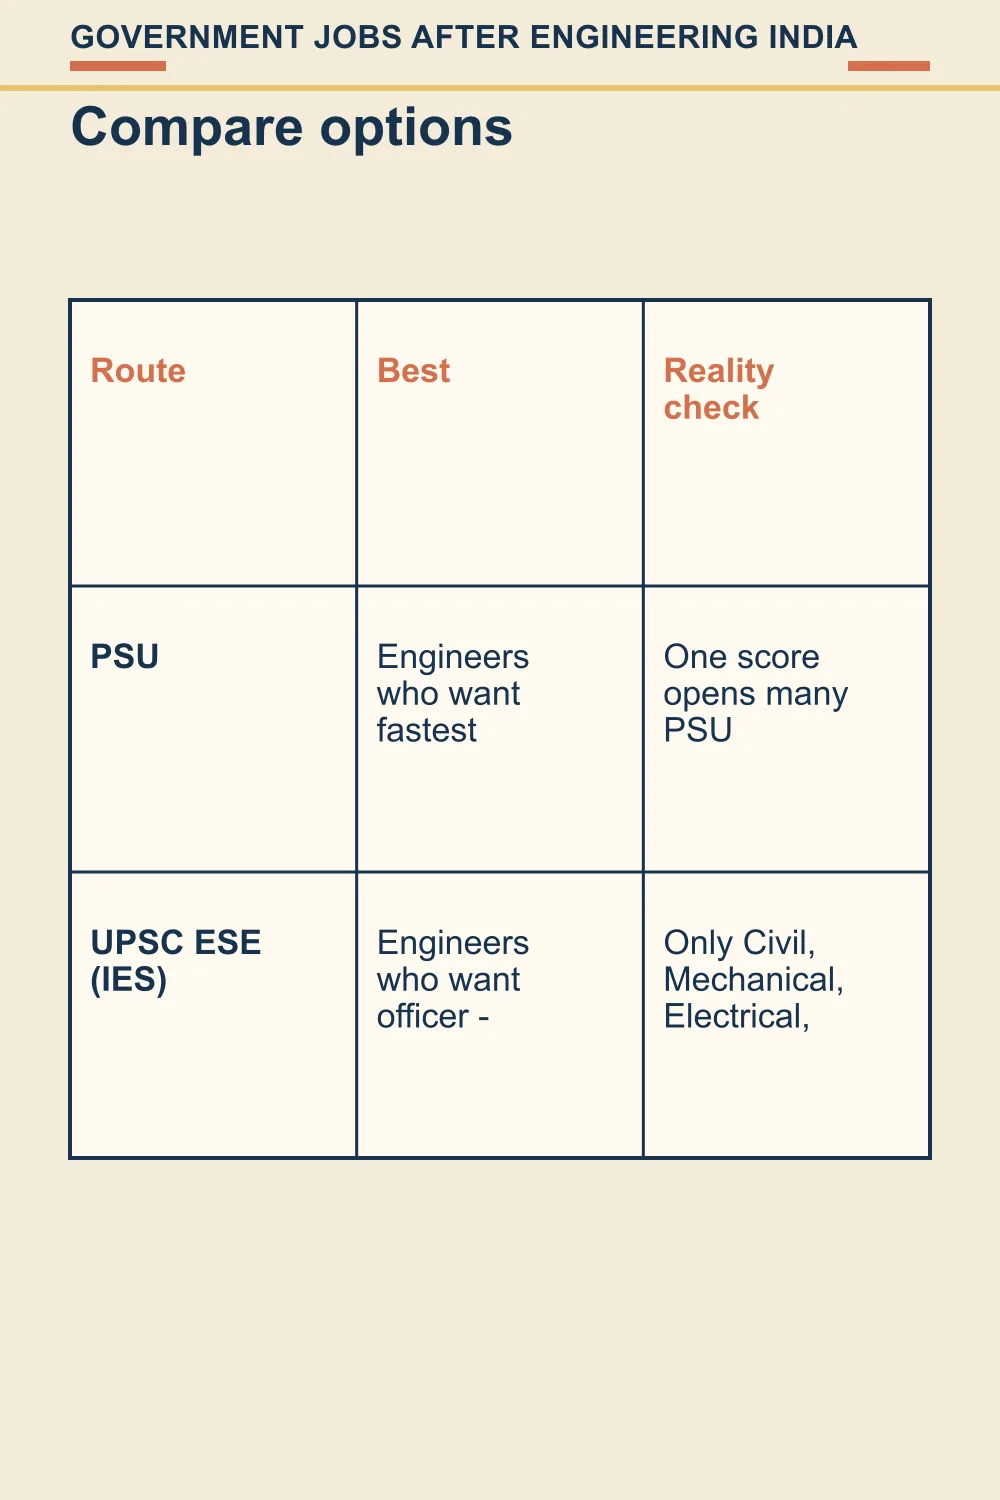 GOVERNMENT JOBS AFTER ENGINEERING INDIA
Compare options
Route
Best
Reality
check
PSU
Engineers
who want
fastest
One score
opens many
PSU
UPSC ESE
(IES)
Engineers
who want
officer -
Only Civil,
Mechanical,
Electrical,